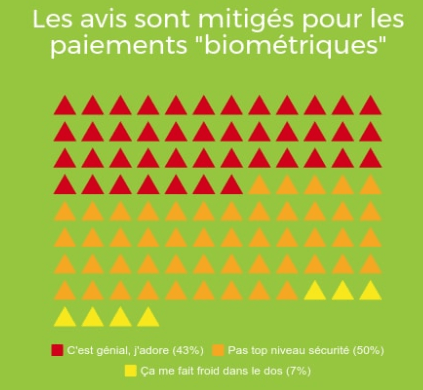 Les avis sont mitigés pour les
paiements "biométriques"
C'est génial, j'adore (43%) Pas top niveau sécurité (50%)
Ça me fait froid dans le dos (7%)